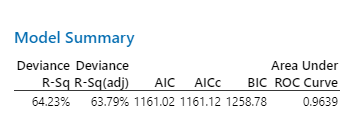 Model Summary
Deviance Deviance Area Under
R-Sq R-Sq(adj) AIC AICc BIC ROC Curve
64.23% 63.79% 1161.02 1161.12 1258.78 0.9639